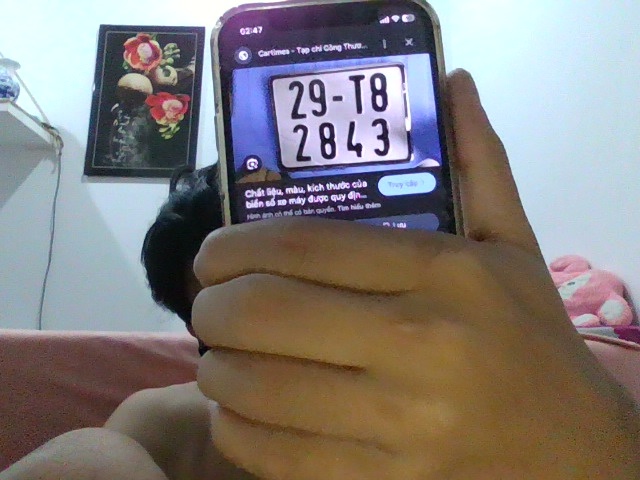 02:47
Cartimes - Tạp chí Công Thươ...
29-T8
2843
Chất liệu, màu, kích thước của
biển số xe máy được quy địn...
Truy cập
Hình ảnh có thể có bản quyền. Tìm hiểu thêm